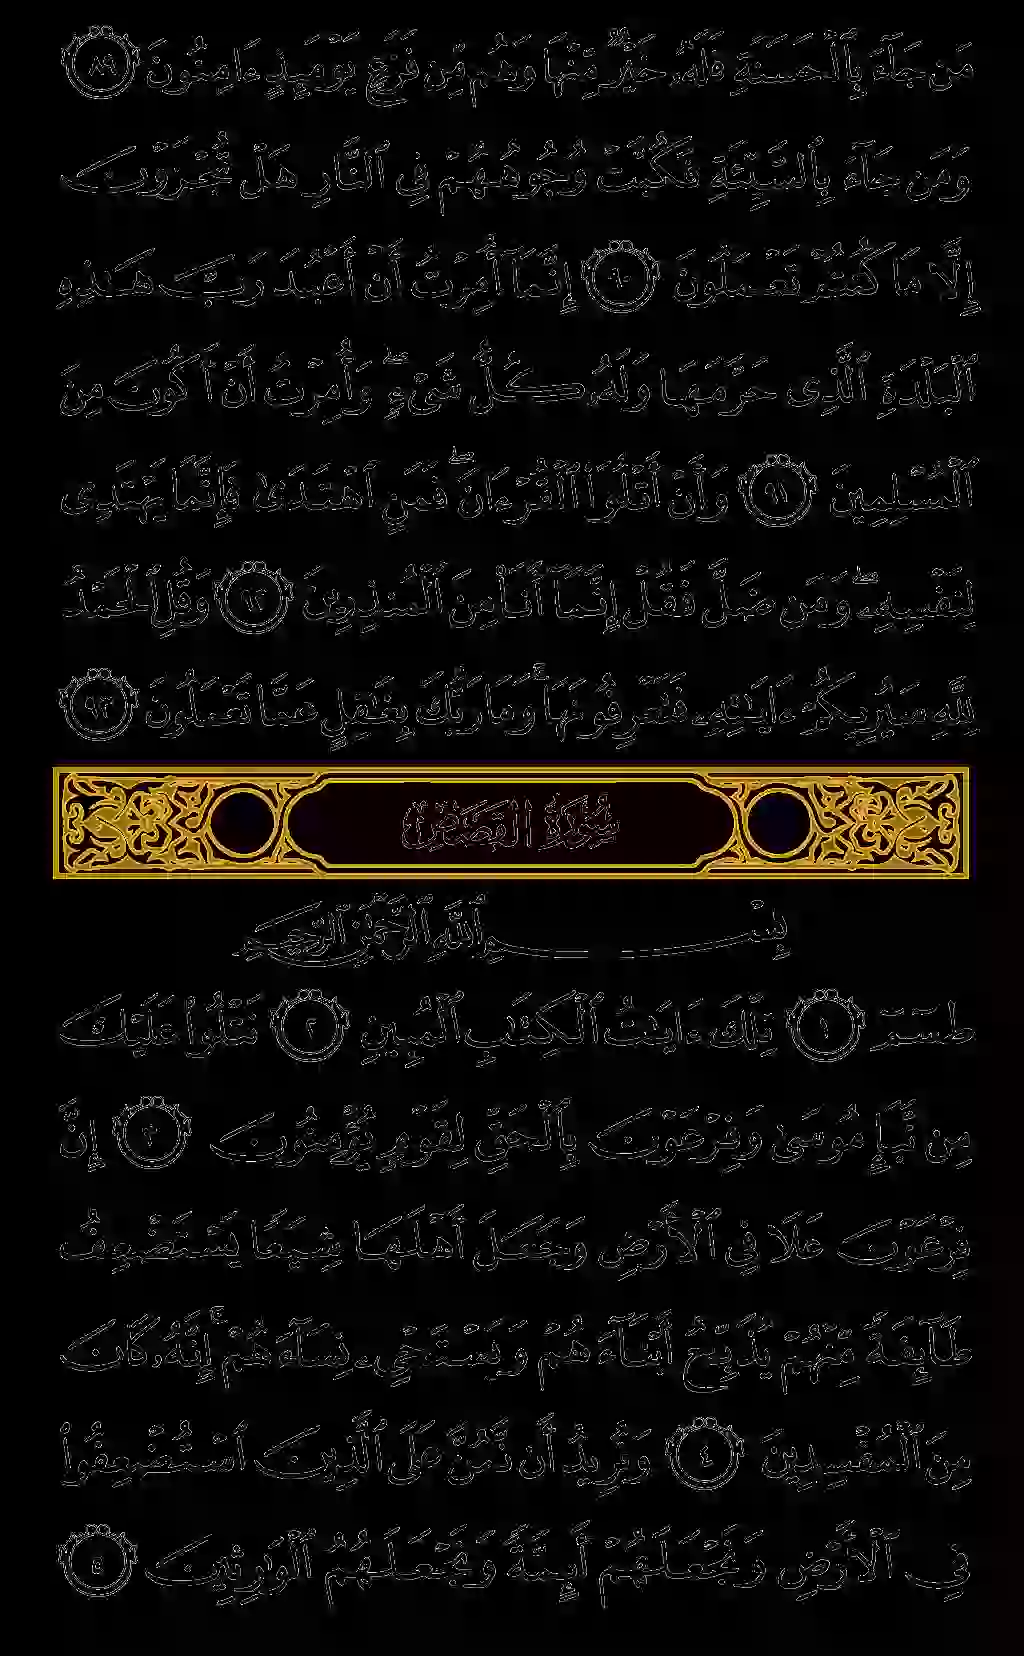 مَن جَآءَ بِٱلْحَسَنَةِ فَلَهُۥ خَيْرٌ مِّنْهَا وَهُم مِّن فَزَعٍ يَوْمَئِذٍ ءَامِنُونَ ٨٩
وَمَن جَآءَ بِٱلسَّيِّئَةِ فَكُبَّتْ وُجُوهُهُمْ فِى ٱلنَّارِ هَلْ تُجْزَوْنَ
إِلَّا مَا كُنتُمْ تَعْمَلُونَ ٩٠ إِنَّمَآ أُمِرْتُ أَنْ أَعْبُدَ رَبَّ هَٰذِهِ
ٱلْبَلْدَةِ ٱلَّذِى حَرَّمَهَا وَلَهُۥ كُلُّ شَىْءٍ ۖ وَأُمِرْتُ أَنْ أَكُونَ مِنَ
ٱلْمُسْلِمِينَ ٩١ وَأَنْ أَتْلُوَا۟ ٱلْقُرْءَانَ ۖ فَمَنِ ٱهْتَدَىٰ فَإِنَّمَا يَهْتَدِى
لِنَفْسِهِۦ ۖ وَمَن ضَلَّ فَقُلْ إِنَّمَآ أَنَا۠ مِنَ ٱلْمُنذِرِينَ ٩٢ وَقُلِ ٱلْحَمْدُ
لِلَّهِ سَيُرِيكُمْ ءَايَٰتِهِۦ فَتَعْرِفُونَهَا ۚ وَمَا رَبُّكَ بِغَٰفِلٍ عَمَّا تَعْمَلُونَ ٩٣
سُورَةُ القَصَصِ
بِسْمِ ٱللَّهِ ٱلرَّحْمَٰنِ ٱلرَّحِيمِ
طسٓمٓ ١ تِلْكَ ءَايَٰتُ ٱلْكِتَٰبِ ٱلْمُبِينِ ٢ نَتْلُوا۟ عَلَيْكَ
مِن نَّبَإِ مُوسَىٰ وَفِرْعَوْنَ بِٱلْحَقِّ لِقَوْمٍ يُؤْمِنُونَ ٣ إِنَّ
فِرْعَوْنَ عَلَا فِى ٱلْأَرْضِ وَجَعَلَ أَهْلَهَا شِيَعًا يَسْتَضْعِفُ
طَآئِفَةً مِّنْهُمْ يُذَبِّحُ أَبْنَآءَهُمْ وَيَسْتَحْىِۦ نِسَآءَهُمْ ۚ إِنَّهُۥ كَانَ
مِنَ ٱلْمُفْسِدِينَ ٤ وَنُرِيدُ أَن نَّمُنَّ عَلَى ٱلَّذِينَ ٱسْتُضْعِفُوا۟
فِى ٱلْأَرْضِ وَنَجْعَلَهُمْ أَئِمَّةً وَنَجْعَلَهُمُ ٱلْوَٰرِثِينَ ٥